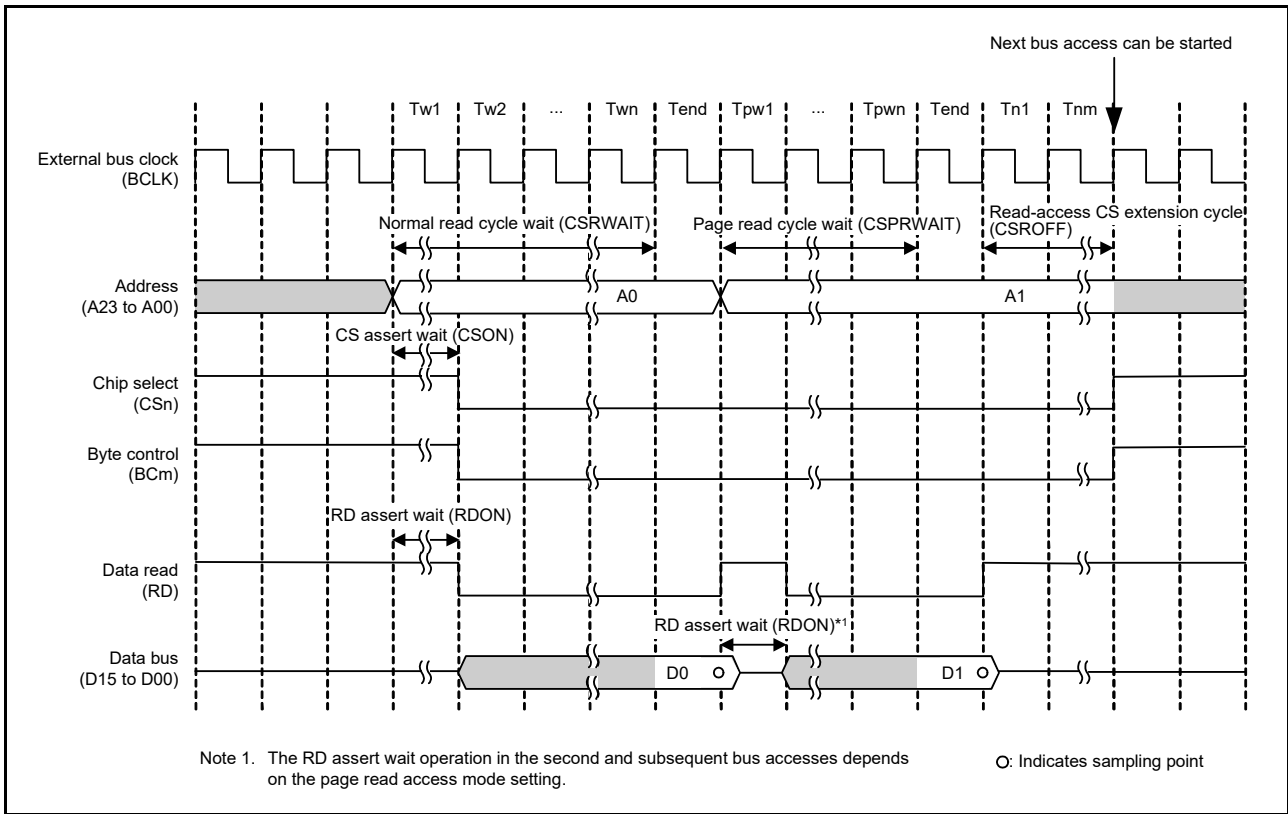 Next bus access can be started
Tw1 Tw2 ... Twn Tend Tpw1 ... Tpwn Tend Tn1 Tnm
External bus clock
(BCLK)
Normal read cycle wait (CSRWAIT)
Page read cycle wait (CSPRWAIT)
Read-access CS extension cycle
(CSROFF)
Address
(A23 to A00)
A0
A1
CS assert wait (CSON)
Chip select
(CSn)
Byte control
(BCm)
RD assert wait (RDON)
Data read
(RD)
RD assert wait (RDON)*1
Data bus
(D15 to D00)
D0
D1
Note 1. The RD assert wait operation in the second and subsequent bus accesses depends
on the page read access mode setting.
O: Indicates sampling point